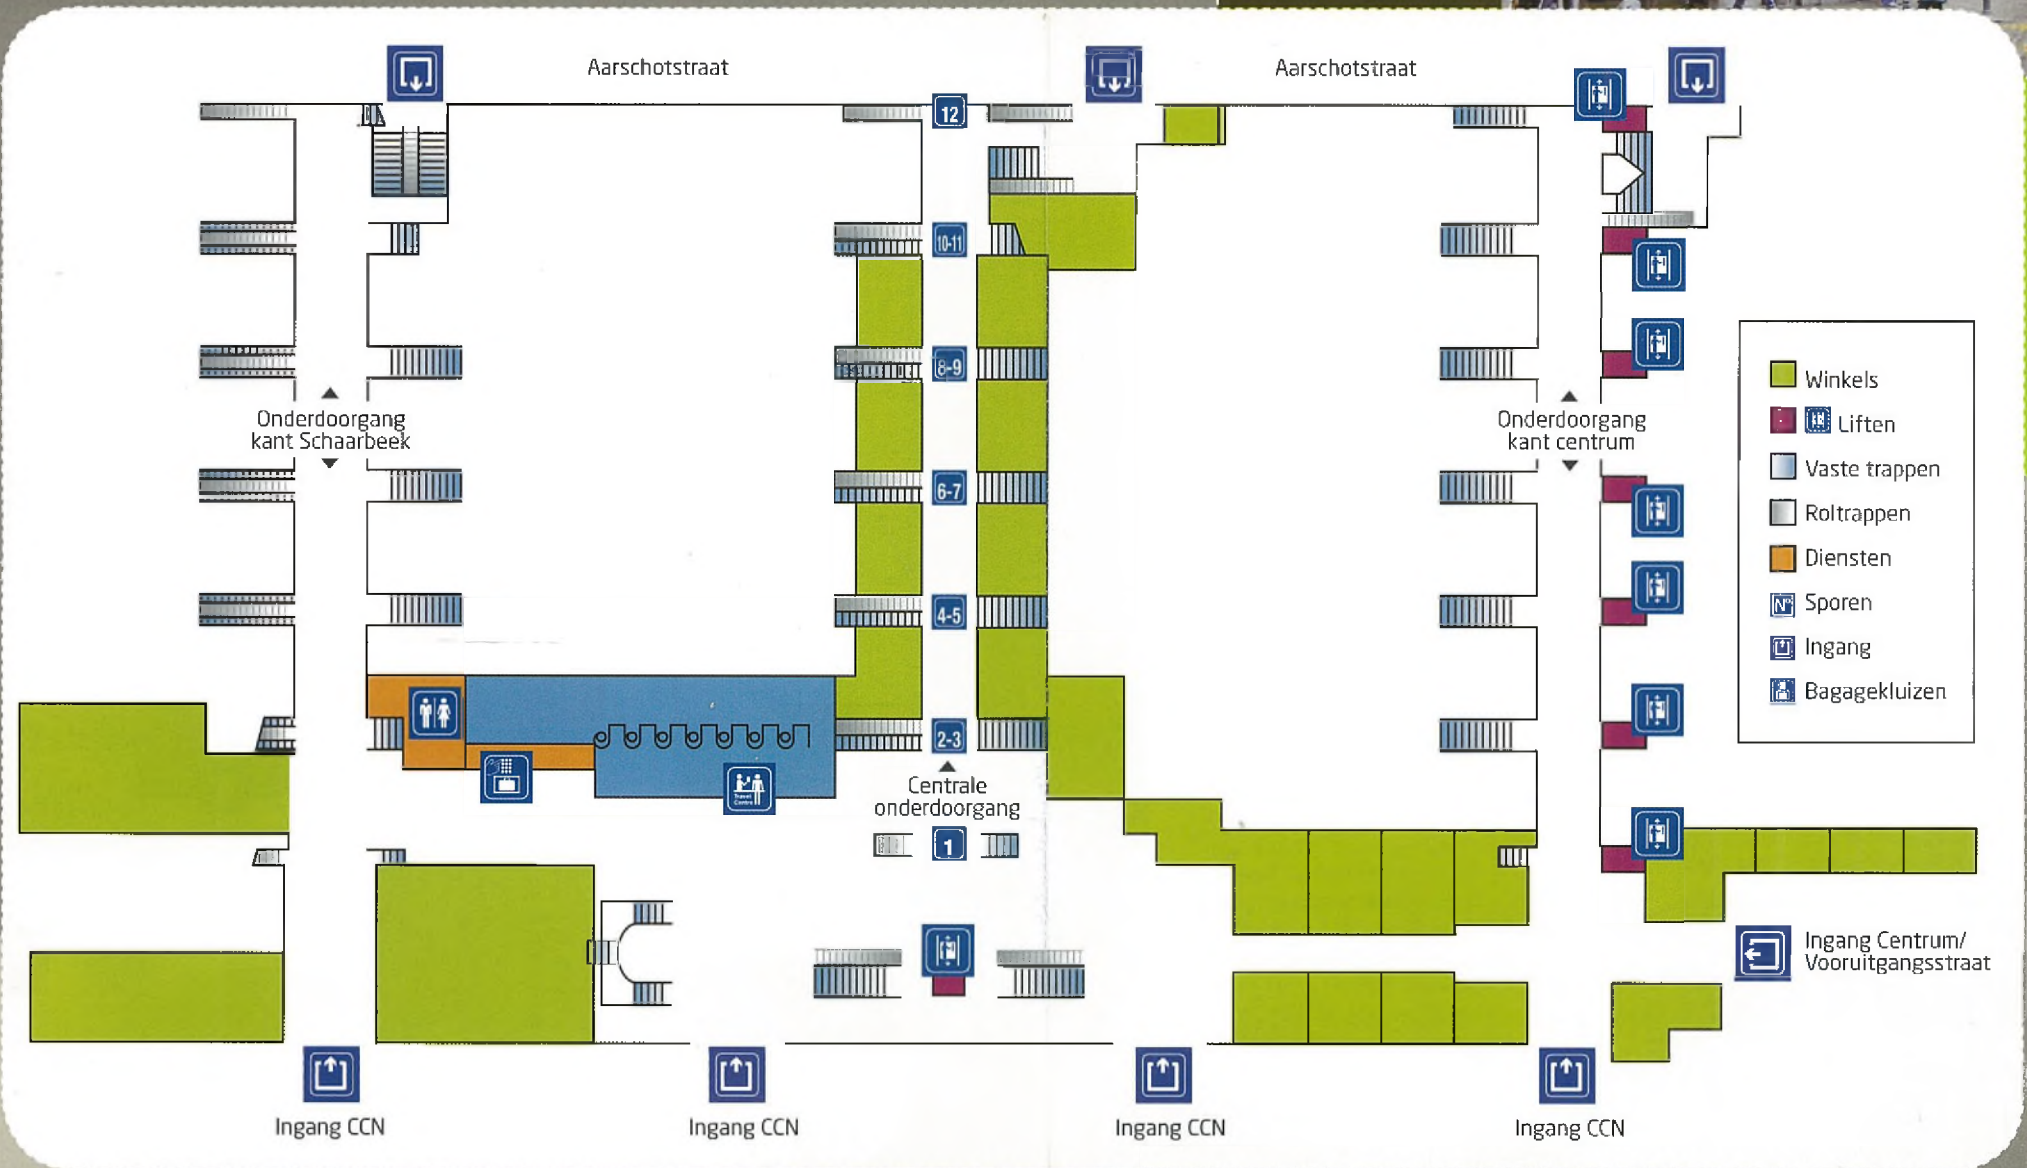 Aarschotstraat
Aarschotstraat
12
10-11
8-9
6-7
4-5
2-3
1
Onderdoorgang
kant Schaarbeek
Onderdoorgang
kant centrum
Centrale
onderdoorgang
Travel
Centre
Winkels
Liften
Vaste trappen
Roltrappen
Diensten
N° Sporen
Ingang
Bagagekluizen
Ingang Centrum/
Vooruitgangsstraat
Ingang CCN
Ingang CCN
Ingang CCN
Ingang CCN